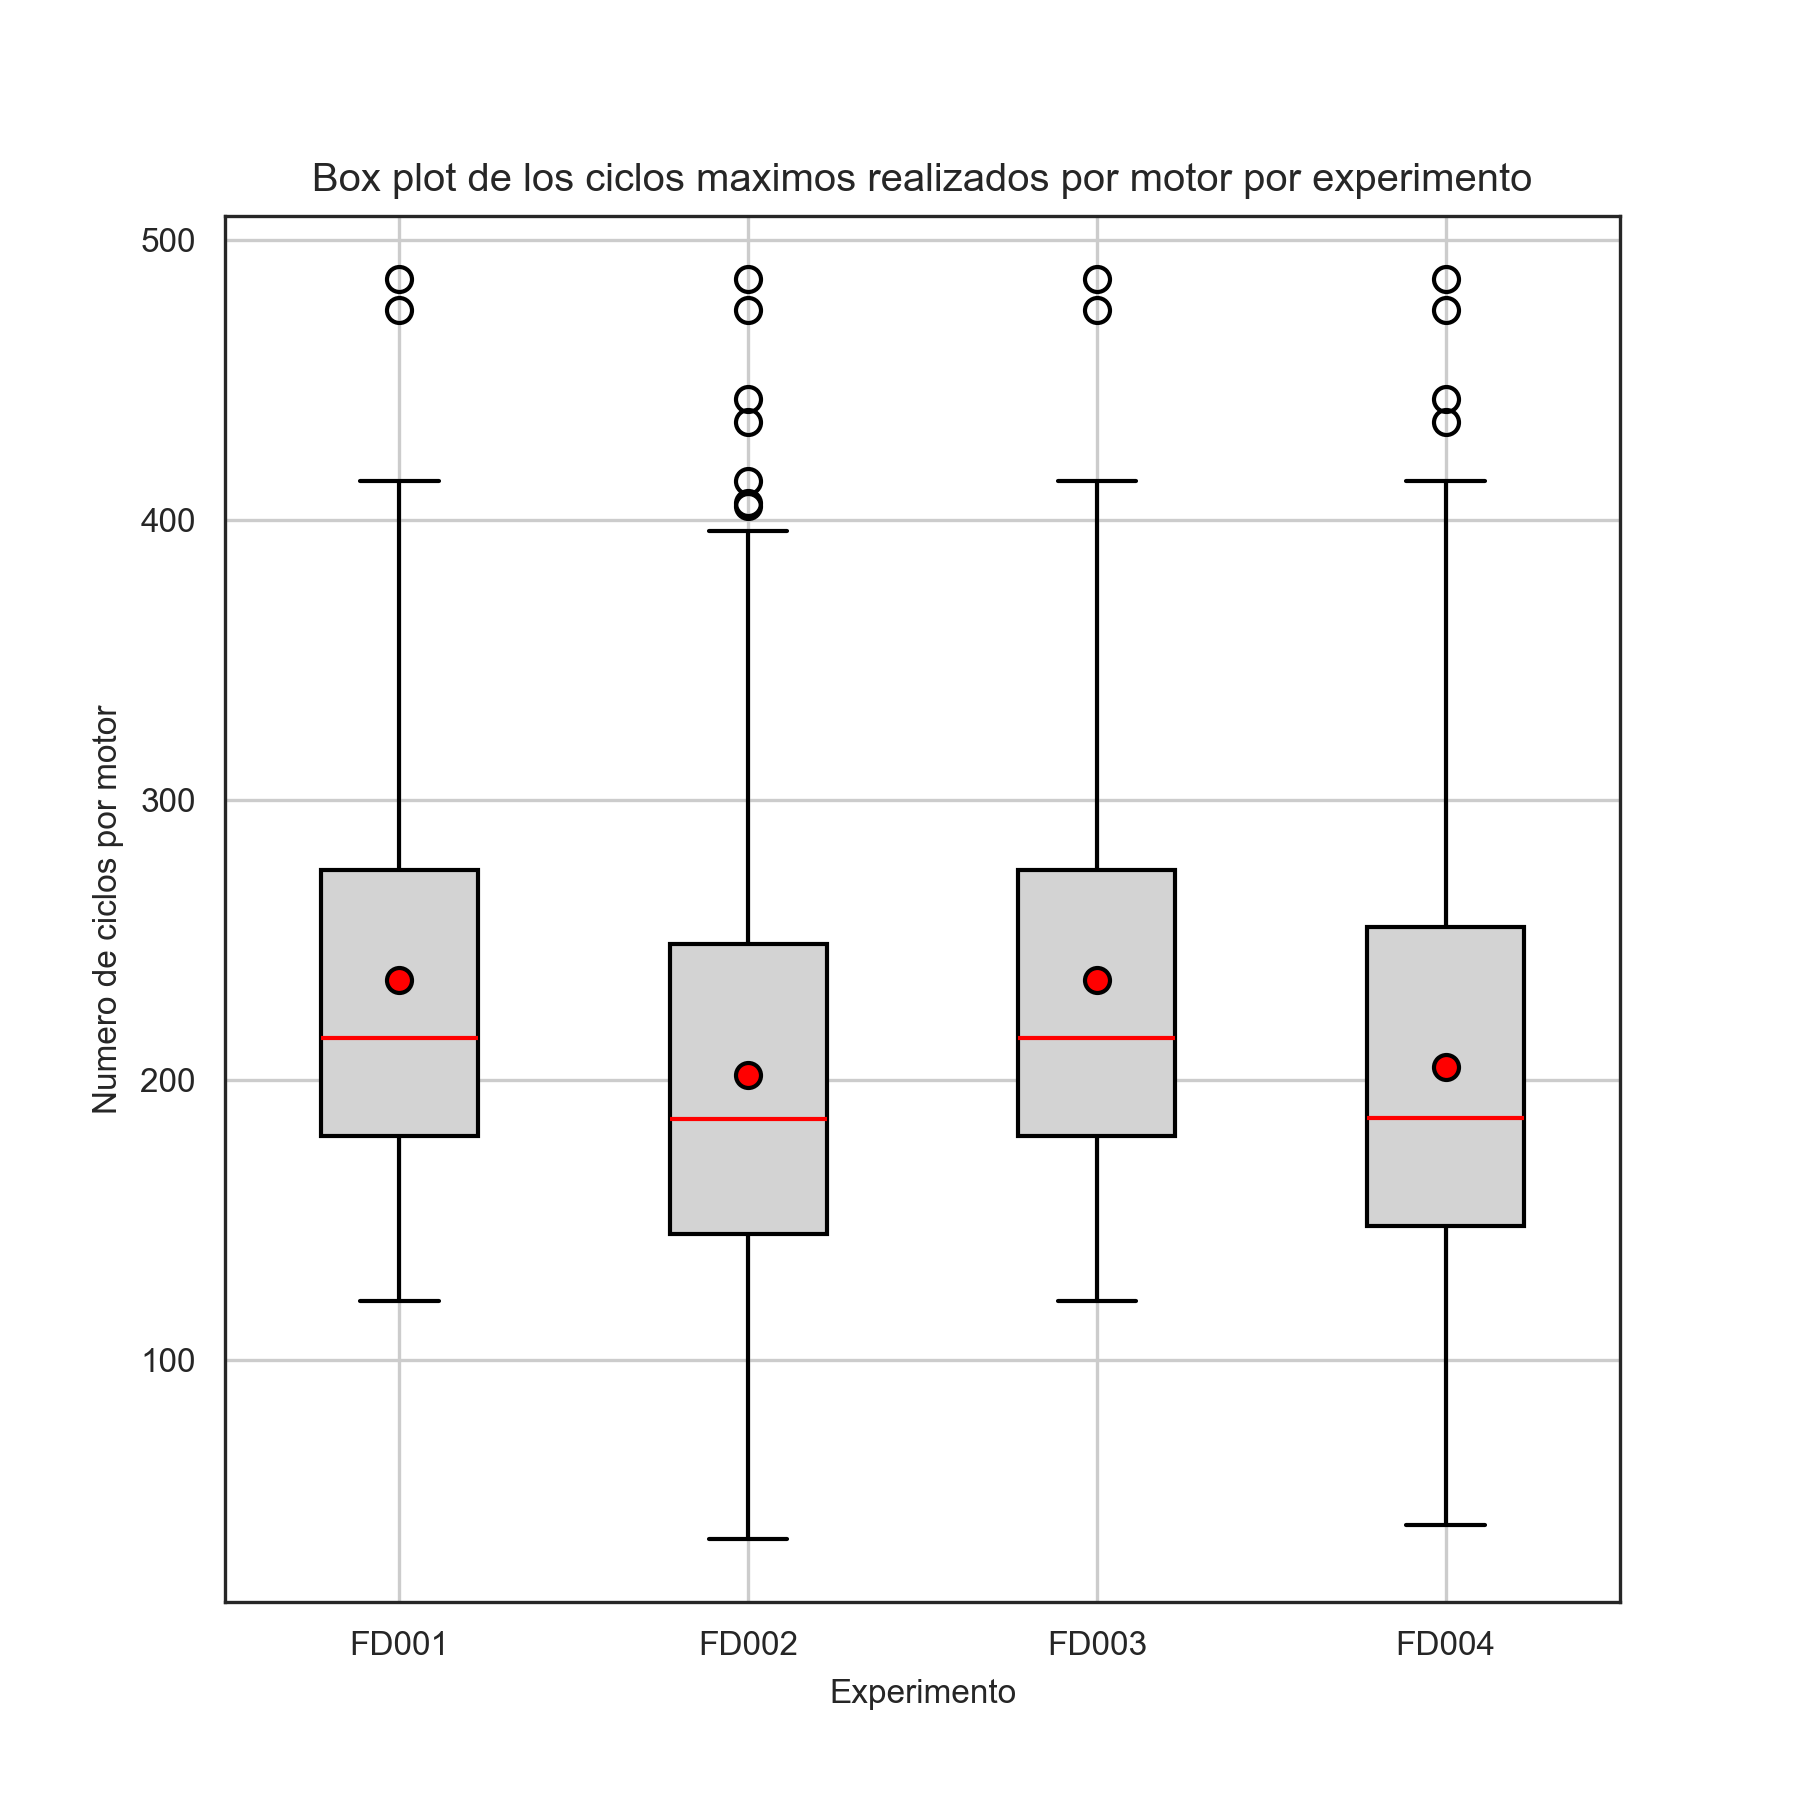 Box plot de los ciclos maximos realizados por motor por experimento
500
400
300
200
100
Numero de ciclos por motor
FD001 FD002 FD003 FD004
Experimento